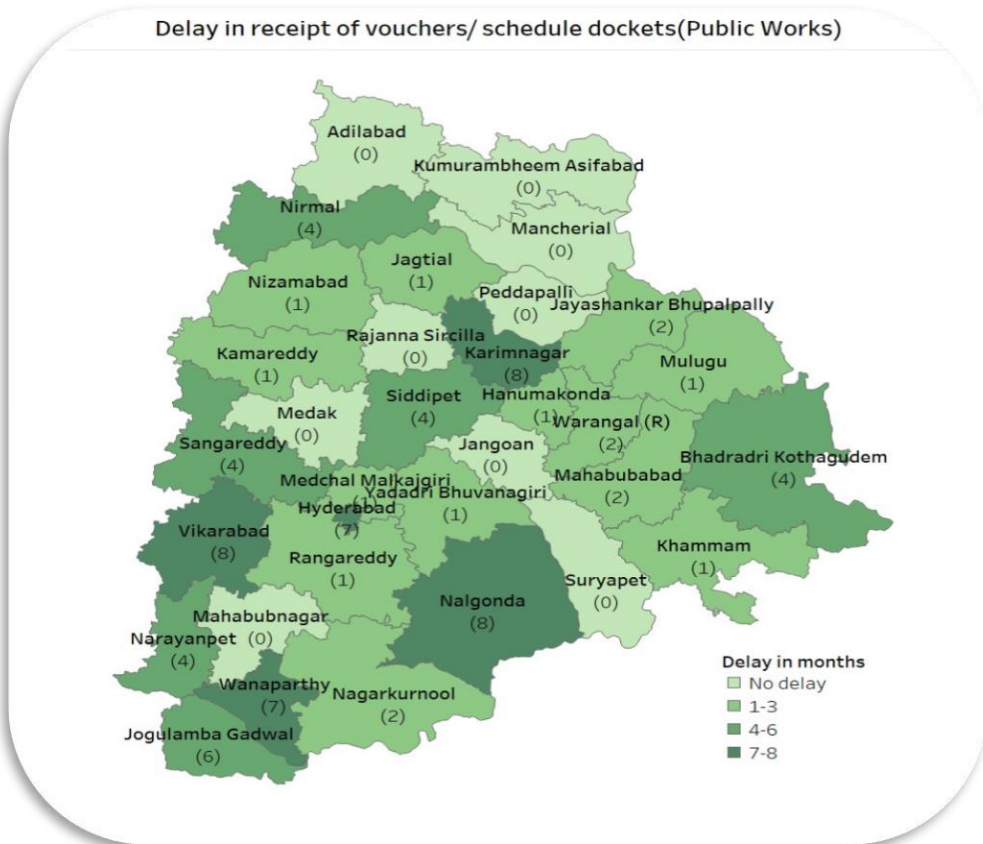 Delay in receipt of vouchers/ schedule dockets(Public Works)
Adilabad
(0)
Kumurambheem Asifabad
(0)
Nirmal
(4)
Mancherial
(0)
Jagtial
(1)
Nizamabad
(1)
Peddapalli
(0)
Jayashankar Bhupalpally
(2)
Rajanna Sircilla
(0)
Karimnagar
(8)
Kamareddy
(1)
Mulugu
(1)
Siddipet
(4)
Hanumakonda
(1)
Medak
(0)
Warangal (R)
(2)
Sangareddy
(4)
Jangoan
(0)
Bhadradri Kothagudem
(4)
Medchal Malkajgiri
(1)
Mahabubabad
(2)
Yadadri Bhuvanagiri
(1)
Hyderabad
(7)
Vikarabad
(8)
Rangareddy
(1)
Khammam
(1)
Nalgonda
(8)
Suryapet
(0)
Mahabubnagar
(0)
Narayanpet
(4)
Wanaparthy
(7)
Nagarkurnool
(2)
Jogulamba Gadwal
(6)
Delay in months
No delay
1-3
4-6
7-8